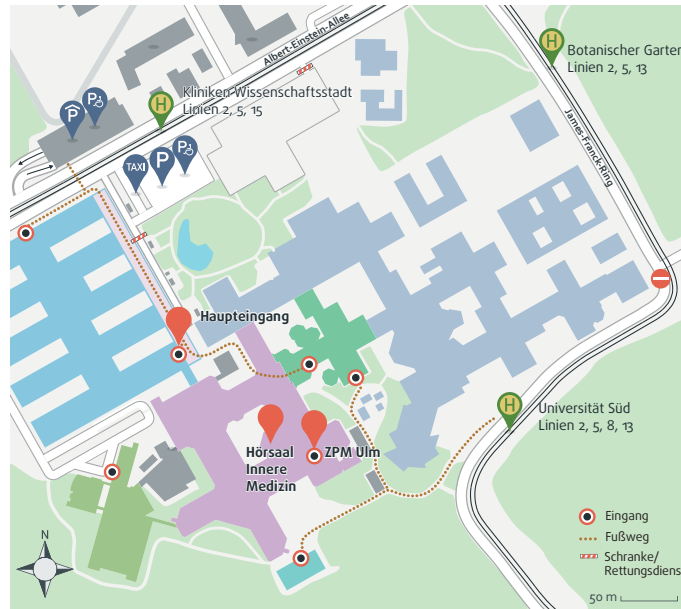 Albert-Einstein-Allee
H
Botanischer Garten
Linien 2, 5, 13
P
P
H
Kliniken Wissenschaftsstadt
Linien 2, 5, 15
James-Franck-Ring
TAXI
P
P
Haupteingang
H
Universität Süd
Linien 2, 5, 8, 13
Hörsaal
Innere
Medizin
ZPM Ulm
Eingang
Fußweg
Schranke/
Rettungsdiens
N
50 m